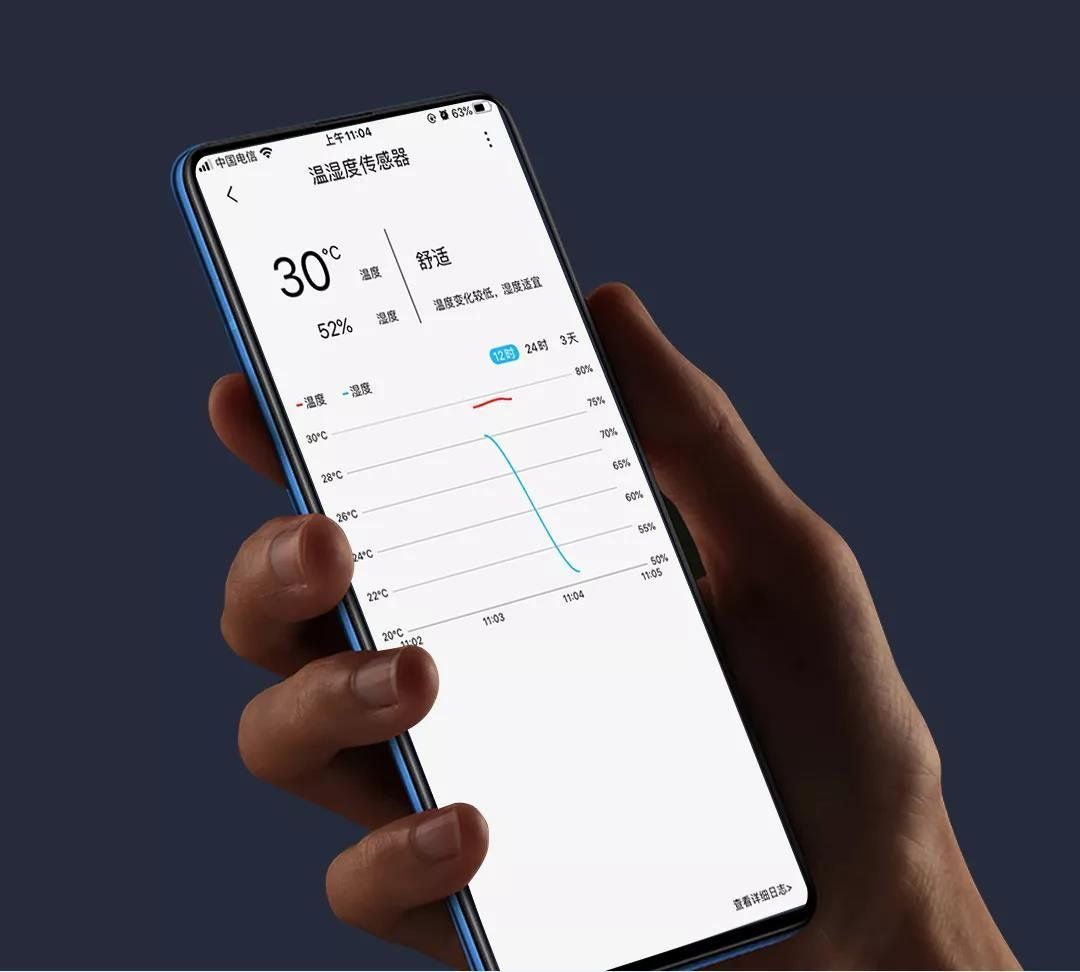 中国电信 上午11:04 63%
温湿度传感器
30°C 温度 舒适
52% 湿度 温度变化较低，湿度适宜
12时 24时 3天
温度 湿度
30°C 80%
28°C 75%
26°C 70%
24°C 65%
22°C 60%
55%
20°C 50%
11:02 11:03 11:04 11:05
查看详细日志>